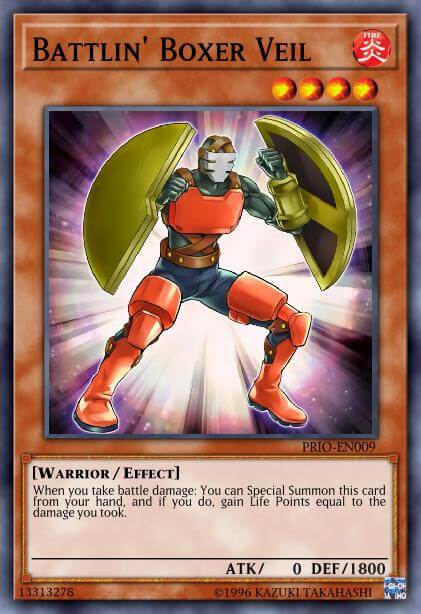 BATTLIN' BOXER VEIL
FIRE
炎
PRIO-EN009
[WARRIOR / EFFECT]
When you take battle damage: You can Special Summon this card
from your hand, and if you do, gain Life Points equal to the
damage you took.
ATK/ 0 DEF/1800
13313278
©1996 KAZUKI TAKAHASHI